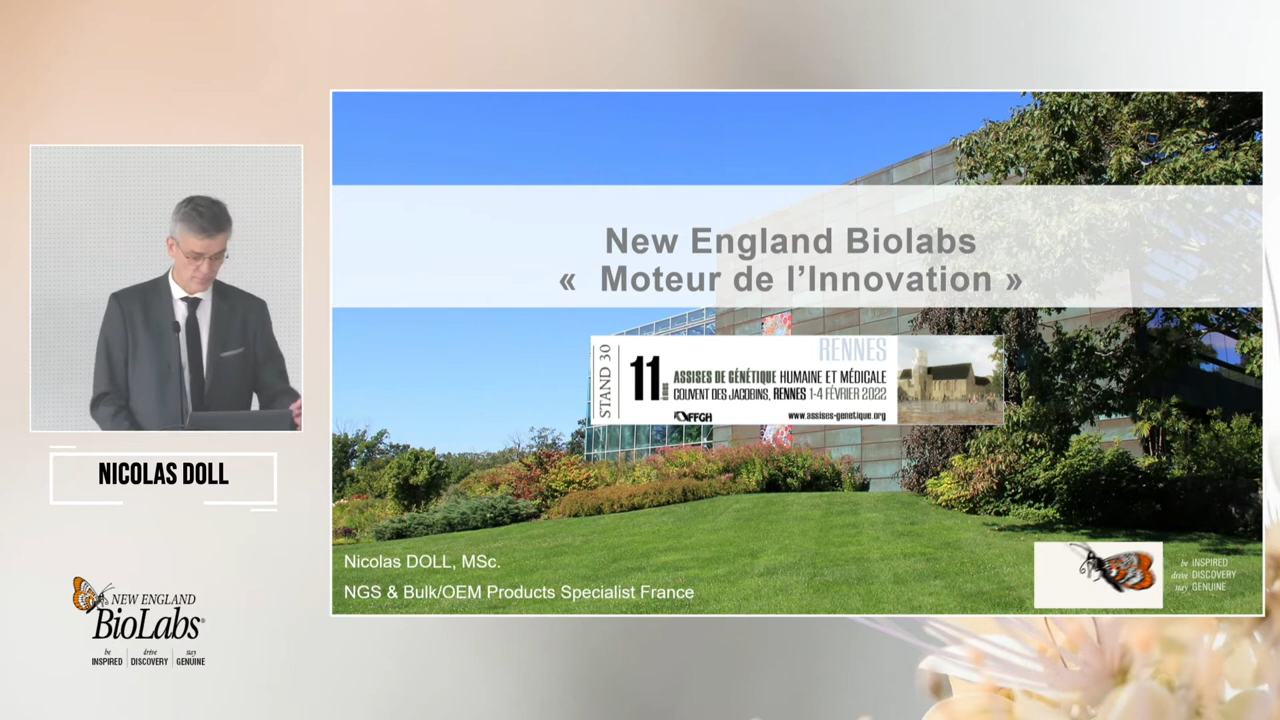 New England Biolabs
«  Moteur de l’Innovation »
STAND 30
11èmes
RENNES
ASSISES DE GÉNÉTIQUE HUMAINE ET MÉDICALE
COUVENT DES JACOBINS, RENNES 1-4 FÉVRIER 2022
FFGH
www.assises-genetique.org
NICOLAS DOLL
Nicolas DOLL, MSc.
NGS & Bulk/OEM Products Specialist France
be INSPIRED
drive DISCOVERY
stay GENUINE
NEW ENGLAND
BioLabs®
be drive stay
INSPIRED DISCOVERY GENUINE